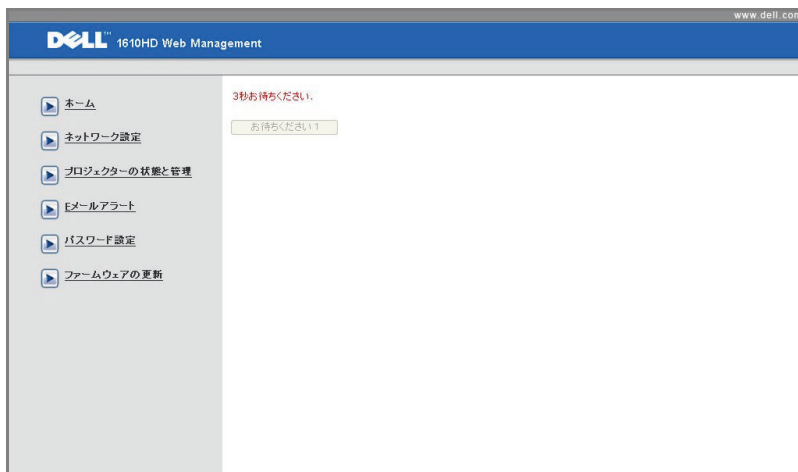 www.dell.com
DELL™ 1610HD Web Management
ホーム
ネットワーク設定
プロジェクターの状態と管理
Eメールアラート
パスワード設定
ファームウェアの更新
3秒お待ちください.
お待ちください 1